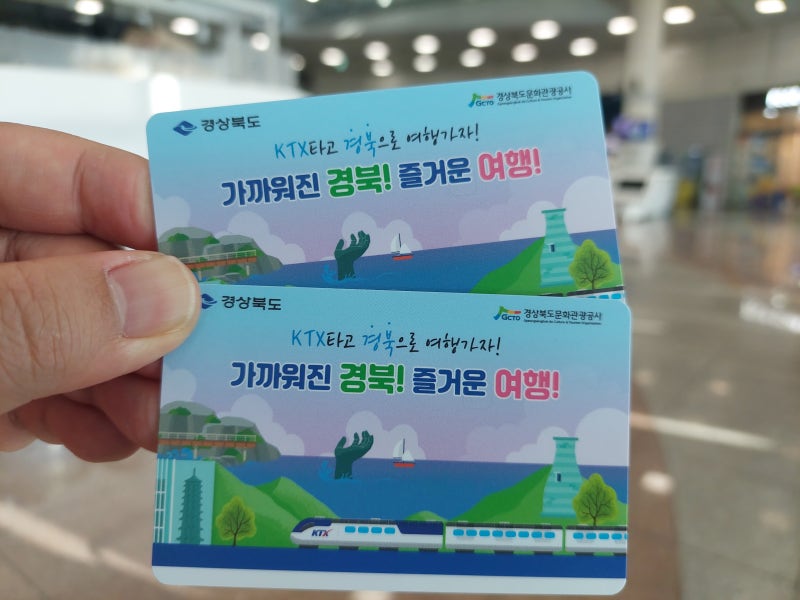 경상북도
GCTO 경상북도문화관광공사
KTX타고 경북으로 여행가자!
가까워진 경북! 즐거운 여행!
경상북도
GCTO 경상북도문화관광공사
KTX타고 경북으로 여행가자!
가까워진 경북! 즐거운 여행!
KTX